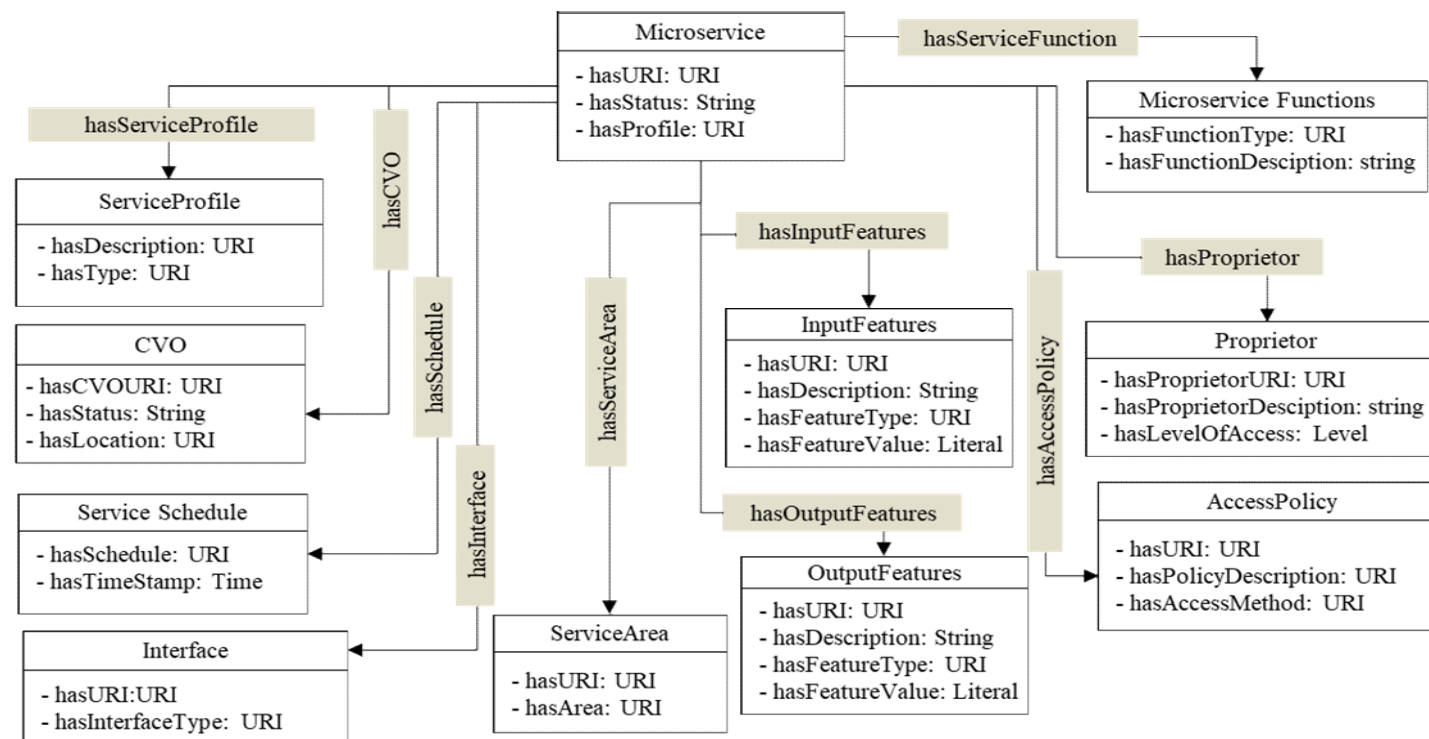 Microservice
- hasURI: URI
- hasStatus: String
- hasProfile: URI
hasServiceFunction
Microservice Functions
- hasFunctionType: URI
- hasFunctionDesciption: string
hasServiceProfile
ServiceProfile
- hasDescription: URI
- hasType: URI
hasCVO
CVO
- hasCVOURI: URI
- hasStatus: String
- hasLocation: URI
hasSchedule
Service Schedule
- hasSchedule: URI
- hasTimeStamp: Time
hasInterface
Interface
- hasURI:URI
- hasInterfaceType: URI
hasServiceArea
ServiceArea
- hasURI: URI
- hasArea: URI
hasInputFeatures
InputFeatures
- hasURI: URI
- hasDescription: String
- hasFeatureType: URI
- hasFeatureValue: Literal
hasOutputFeatures
OutputFeatures
- hasURI: URI
- hasDescription: String
- hasFeatureType: URI
- hasFeatureValue: Literal
hasProprietor
Proprietor
- hasProprietorURI: URI
- hasProprietorDesciption: string
- hasLevelOfAccess: Level
hasAccessPolicy
AccessPolicy
- hasURI: URI
- hasPolicyDescription: URI
- hasAccessMethod: URI